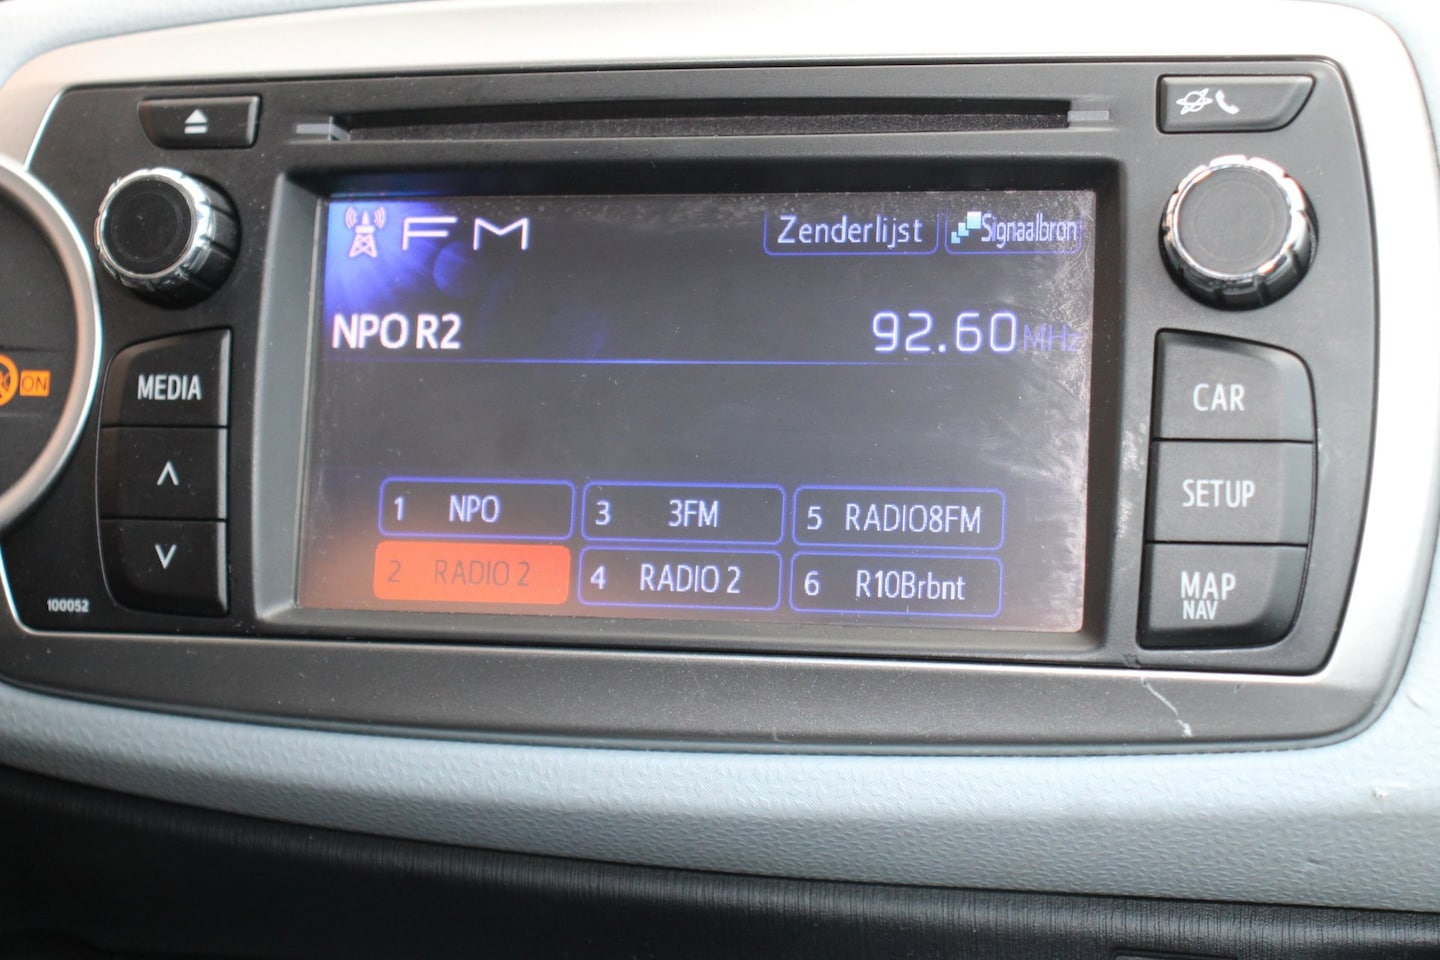 FM
Zenderlijst
Signaalbron
NPO R2
92.60 MHz
1 NPO
3 3FM
5 RADIO8FM
2 RADIO 2
4 RADIO 2
6 R10Brbnt
MEDIA
100052
CAR
SETUP
MAP
NAV
ON